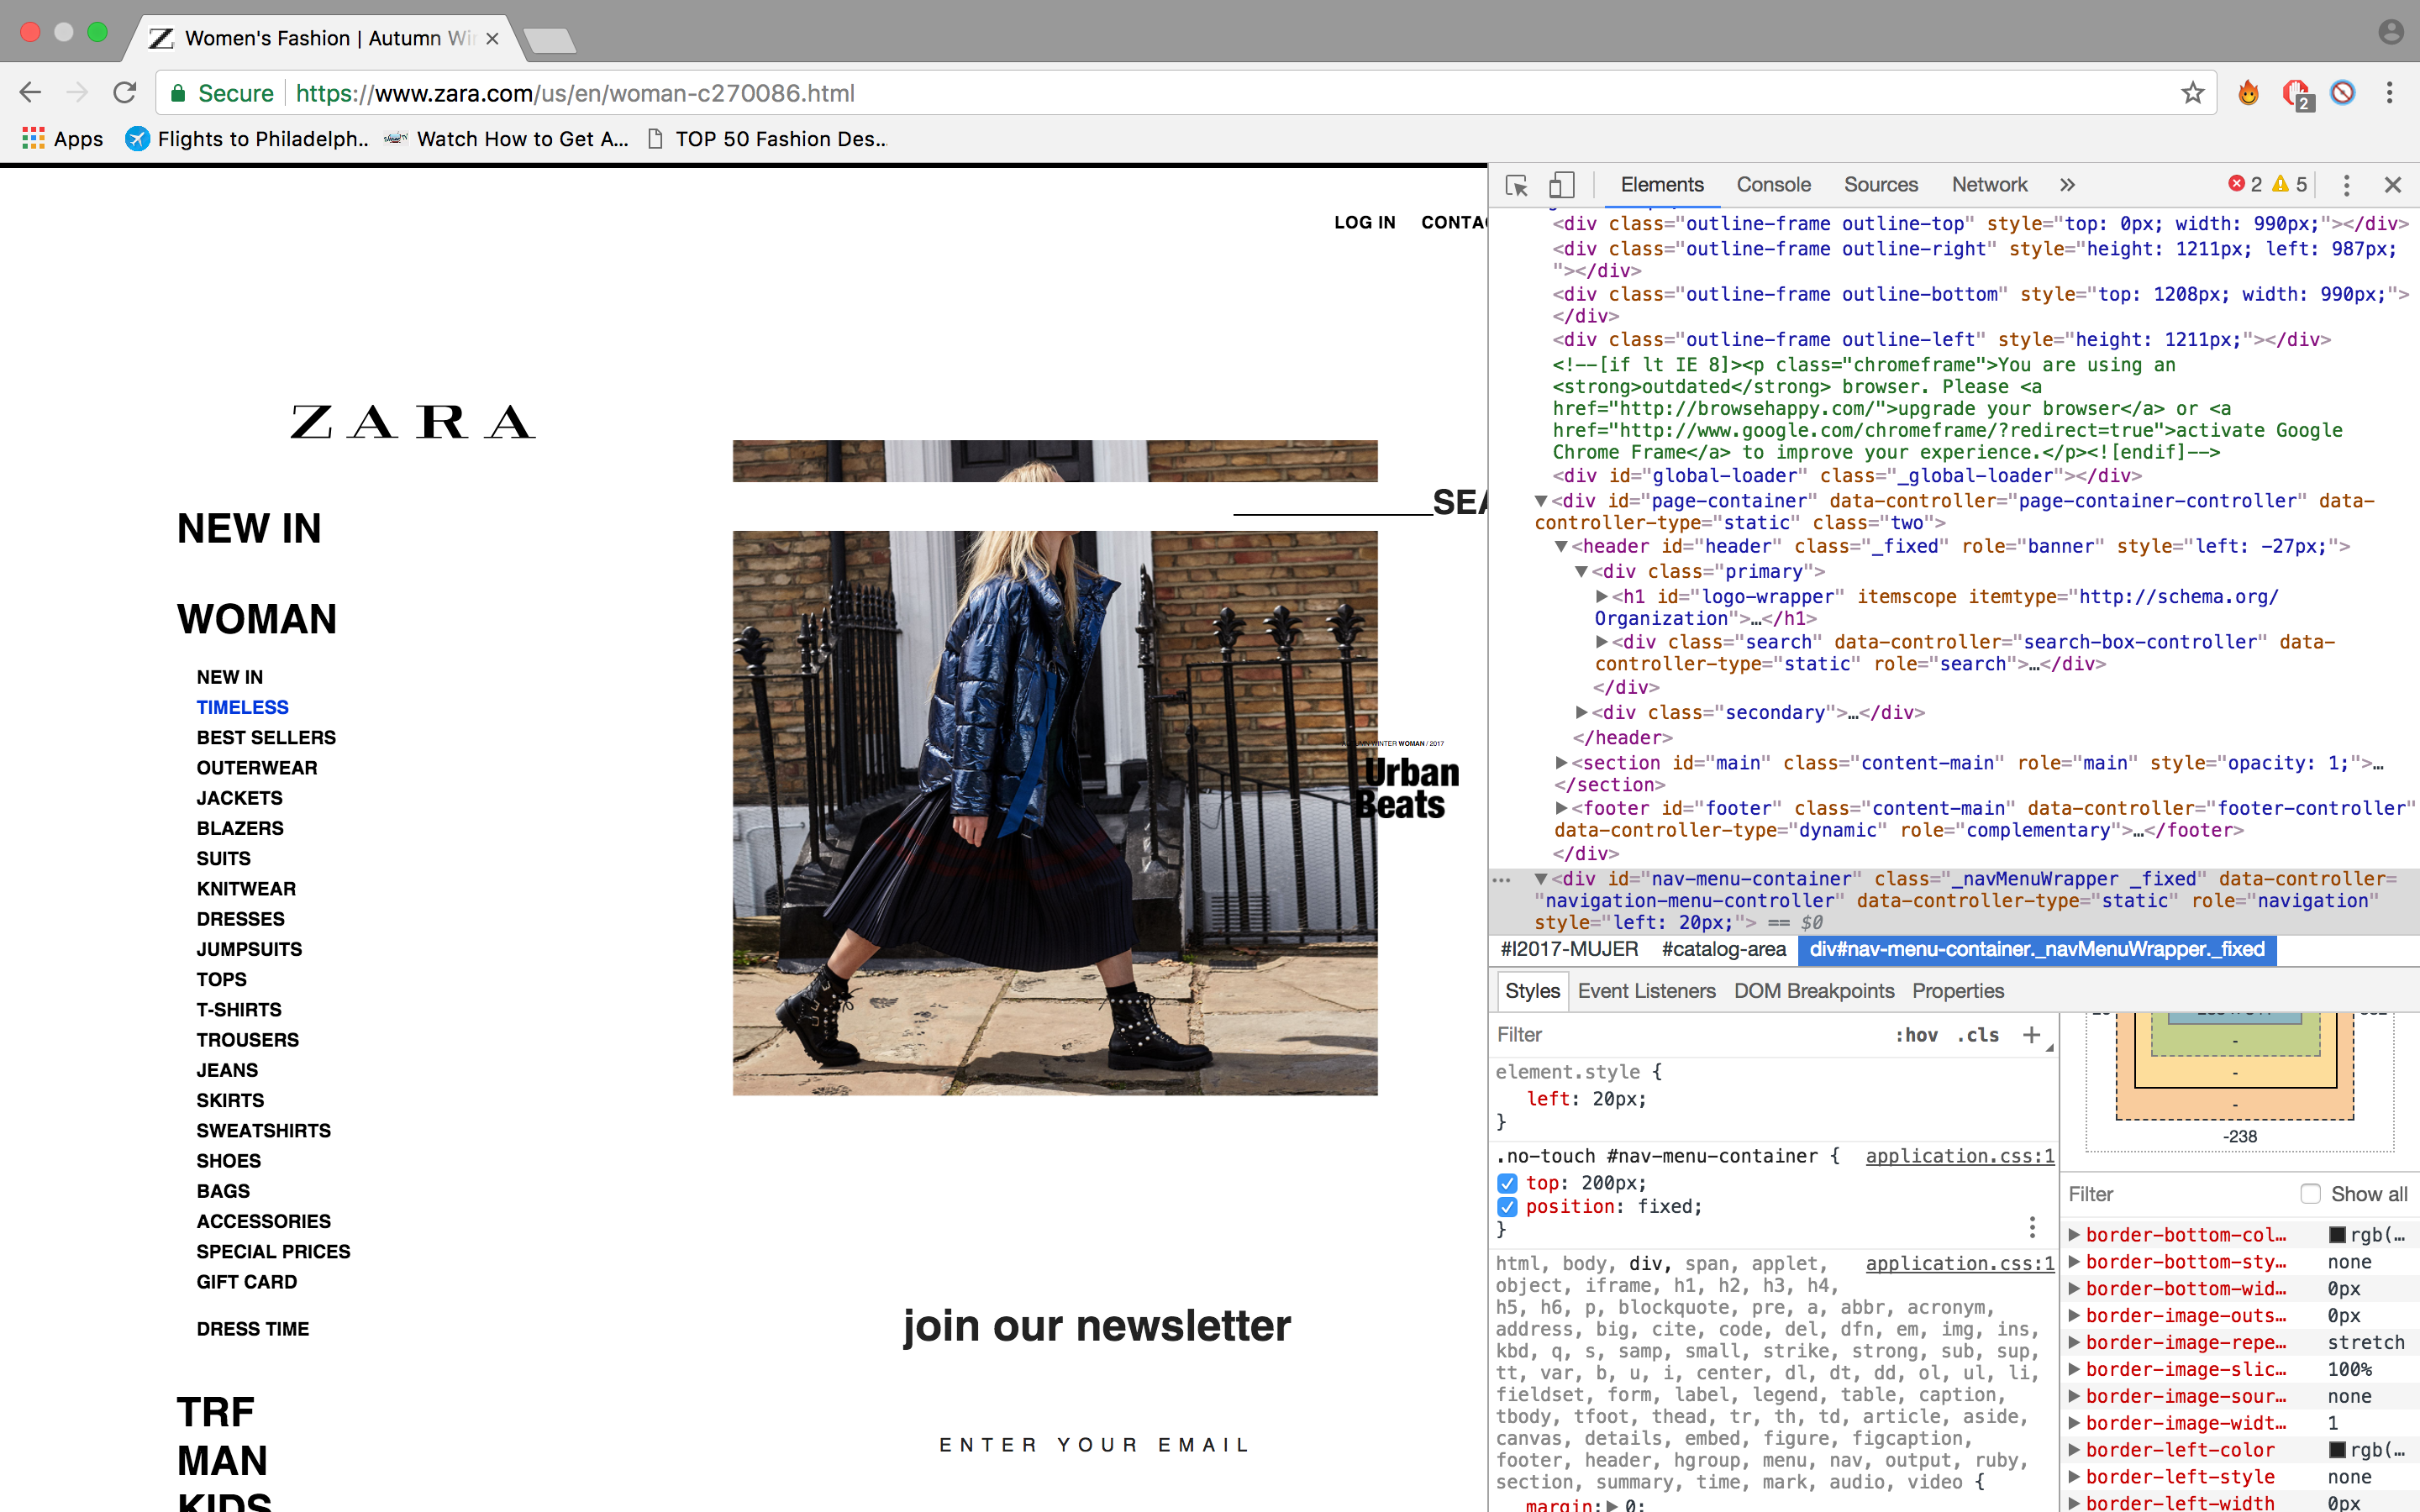 Women's Fashion | Autumn Wi
Secure https://www.zara.com/us/en/woman-c270086.html
2
Apps Flights to Philadelph... Watch How to Get A... TOP 50 Fashion Des...
LOG IN CONTAC
ZARA
SEA
NEW IN
WOMAN
NEW IN
TIMELESS
BEST SELLERS
OUTERWEAR
JACKETS
BLAZERS
SUITS
KNITWEAR
DRESSES
JUMPSUITS
TOPS
T-SHIRTS
TROUSERS
JEANS
SKIRTS
SWEATSHIRTS
SHOES
BAGS
ACCESSORIES
SPECIAL PRICES
GIFT CARD
DRESS TIME
TRF
MAN
KIDS
WINTER WOMAN / 2017
Urban
Beats
join our newsletter
ENTER YOUR EMAIL
Elements Console Sources Network » 2 5
<div class="outline-frame outline-top" style="top: 0px; width: 990px;"></div>
<div class="outline-frame outline-right" style="height: 1211px; left: 987px;
"></div>
<div class="outline-frame outline-bottom" style="top: 1208px; width: 990px;">
</div>
<div class="outline-frame outline-left" style="height: 1211px;"></div>
<!--[if lt IE 8]><p class="chromeframe">You are using an
<strong>outdated</strong> browser. Please <a
href="http://browsehappy.com/">upgrade your browser</a> or <a
href="http://www.google.com/chromeframe/?redirect=true">activate Google
Chrome Frame</a> to improve your experience.</p><![endif]-->
<div id="global-loader" class="_global-loader"></div>
<div id="page-container" data-controller="page-container-controller" data-
controller-type="static" class="two">
<header id="header" class="_fixed" role="banner" style="left: -27px;">
<div class="primary">
<h1 id="logo-wrapper" itemscope itemtype="http://schema.org/
Organization">…</h1>
<div class="search" data-controller="search-box-controller" data-
controller-type="static" role="search">…</div>
</div>
<div class="secondary">…</div>
</header>
<section id="main" class="content-main" role="main" style="opacity: 1;">…
</section>
<footer id="footer" class="content-main" data-controller="footer-controller"
data-controller-type="dynamic" role="complementary">…</footer>
</div>
<div id="nav-menu-container" class="_navMenuWrapper _fixed" data-controller=
"navigation-menu-controller" data-controller-type="static" role="navigation"
style="left: 20px;"> == $0
#I2017-MUJER #catalog-area div#nav-menu-container._navMenuWrapper._fixed
Styles Event Listeners DOM Breakpoints Properties
Filter :hov .cls +
element.style {
left: 20px;
}
.no-touch #nav-menu-container { application.css:1
top: 200px;
position: fixed;
}
html, body, div, span, applet, application.css:1
object, iframe, h1, h2, h3, h4,
h5, h6, p, blockquote, pre, a, abbr, acronym,
address, big, cite, code, del, dfn, em, img, ins,
kbd, q, s, samp, small, strike, strong, sub, sup,
tt, var, b, u, i, center, dl, dt, dd, ol, ul, li,
fieldset, form, label, legend, table, caption,
tbody, tfoot, thead, tr, th, td, article, aside,
canvas, details, embed, figure, figcaption,
footer, header, hgroup, menu, nav, output, ruby,
section, summary, time, mark, audio, video {
margin: 0;
-
-
-
-238
Filter Show all
border-bottom-col… rgb(…
border-bottom-sty… none
border-bottom-wid… 0px
border-image-outs… 0px
border-image-repe… stretch
border-image-slic… 100%
border-image-sour… none
border-image-widt… 1
border-left-color rgb(…
border-left-style none
border-left-width 0px